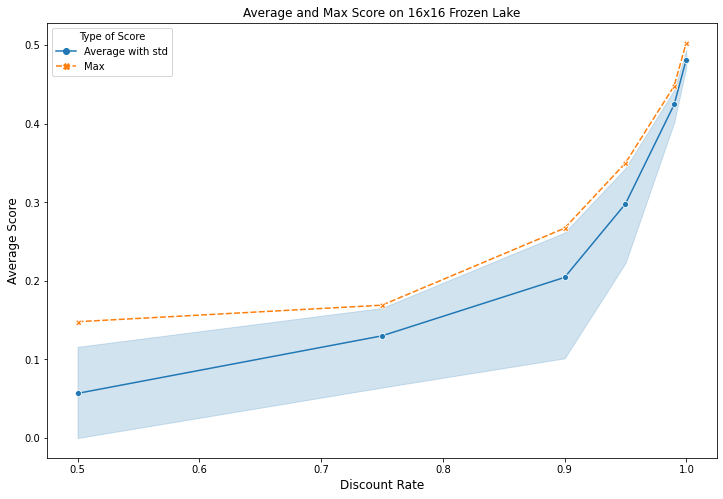 Average and Max Score on 16x16 Frozen Lake
Type of Score
Average with std
Max
Average Score
0.5
0.4
0.3
0.2
0.1
0.0
0.5 0.6 0.7 0.8 0.9 1.0
Discount Rate